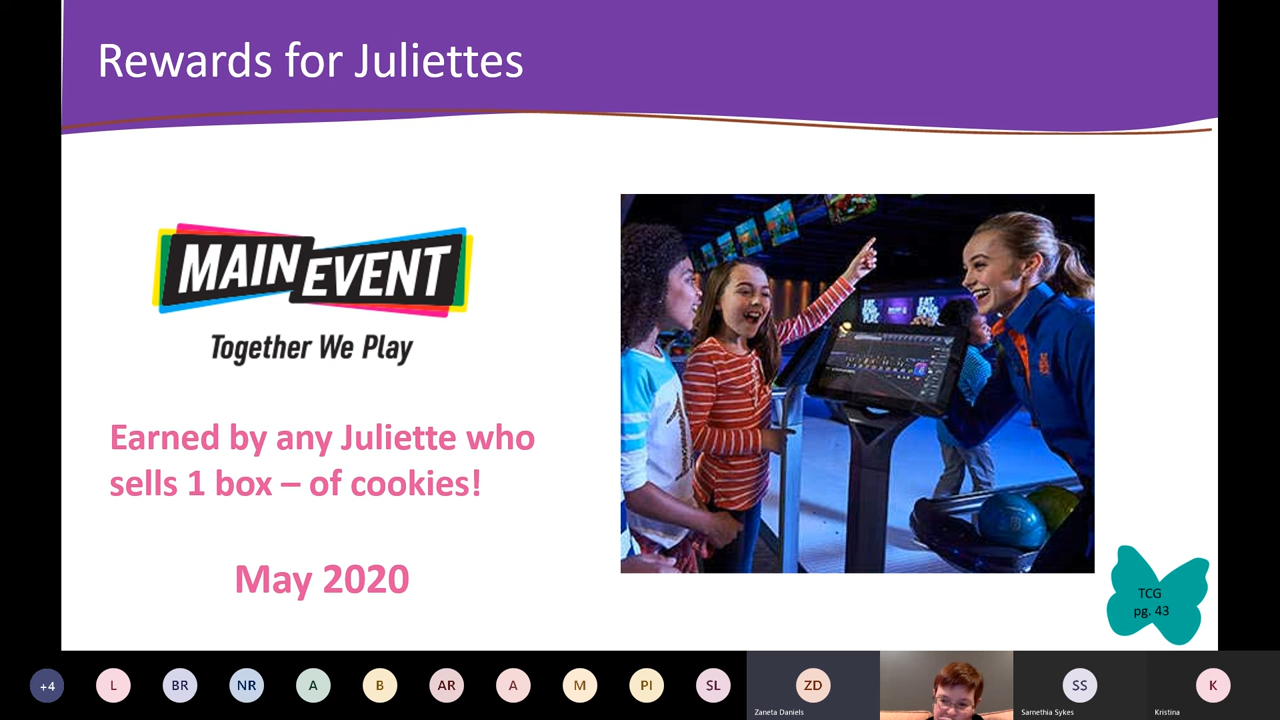 Rewards for Juliettes
MAIN EVENT
Together We Play
Earned by any Juliette who
sells 1 box – of cookies!
May 2020
TCG
pg. 43
+4
L
BR
NR
A
B
AR
A
M
PI
SL
ZD
SS
K
Zaneta Daniels
Sarnethia Sykes
Kristina